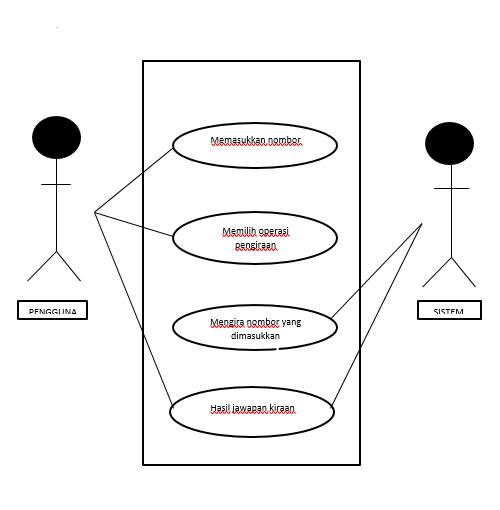 Memasukkan nombor
Memilih operasi
pengiraan
Mengira nombor yang
dimasukkan
Hasil jawapan kiraan
PENGGUNA
SISTEM